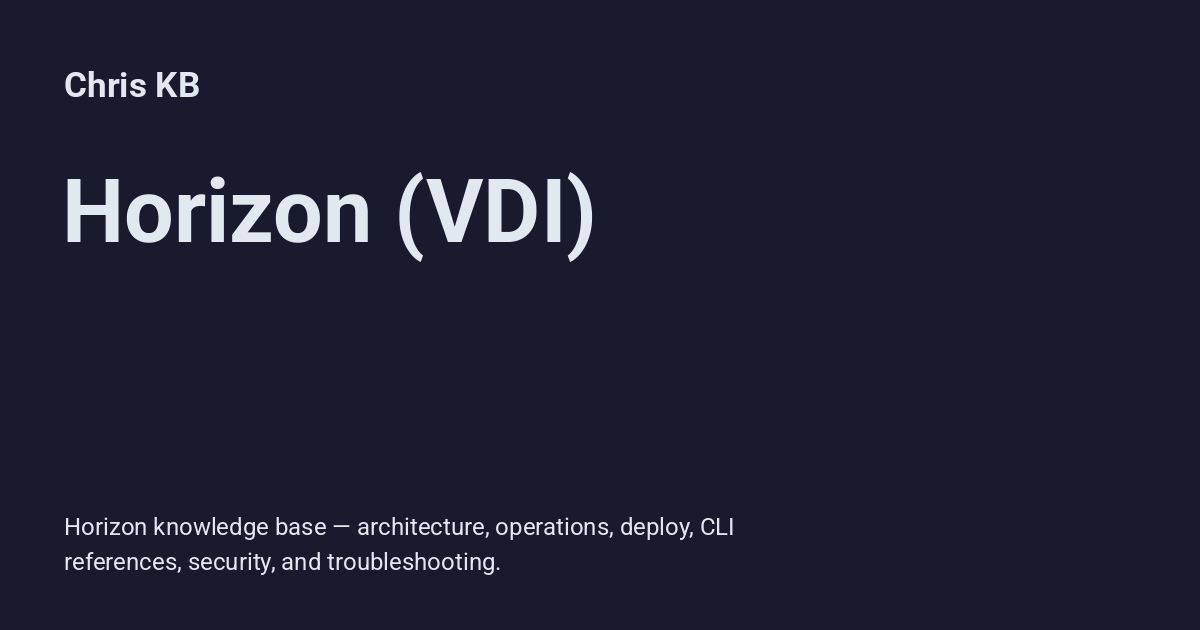 Chris KB
Horizon (VDI)
Horizon knowledge base — architecture, operations, deploy, CLI
references, security, and troubleshooting.